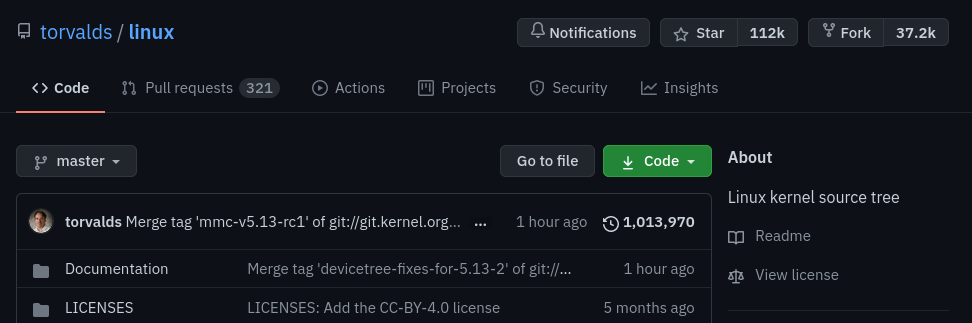 torvalds / linux Notifications Star 112k Fork 37.2k
Code Pull requests 321 Actions Projects Security Insights
master Go to file Code About
Linux kernel source tree
torvalds Merge tag 'mmc-v5.13-rc1' of git://git.kernel.org... ... 1 hour ago 1,013,970
Readme
Documentation Merge tag 'devicetree-fixes-for-5.13-2' of git://... 1 hour ago
View license
LICENSES LICENSES: Add the CC-BY-4.0 license 5 months ago